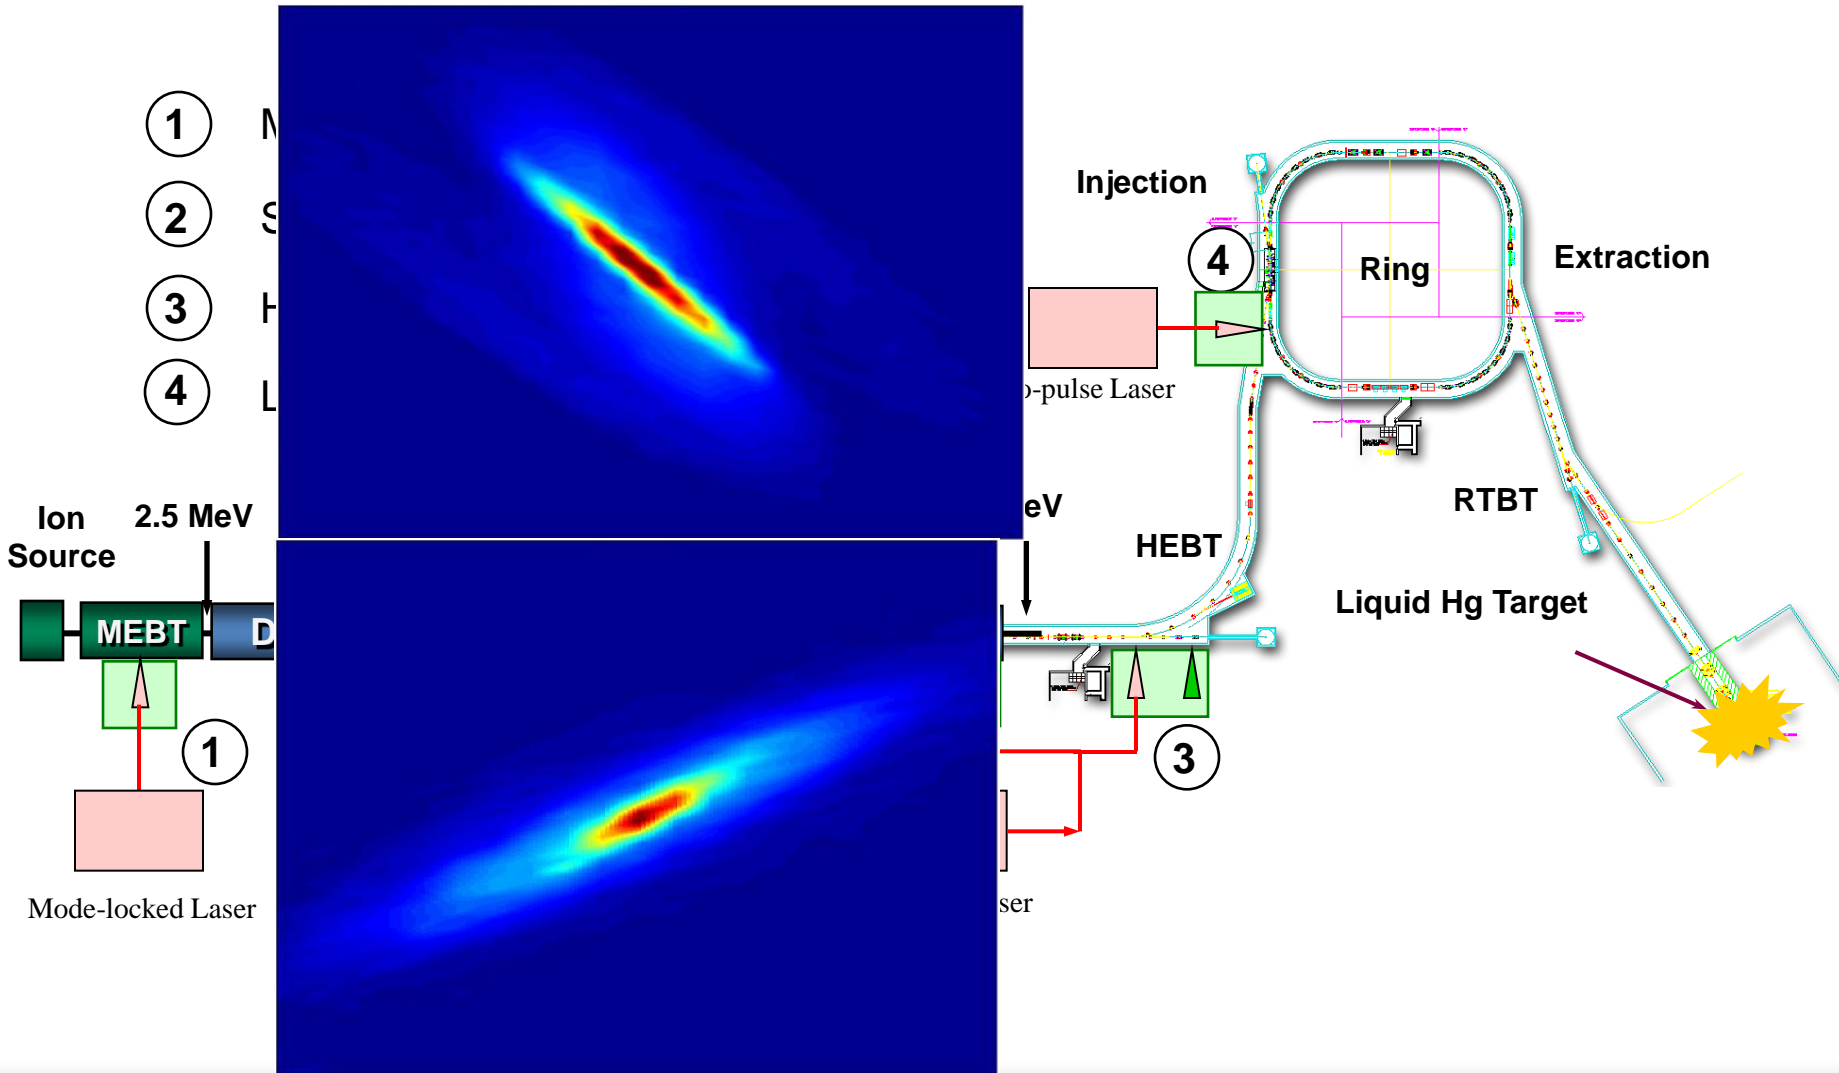 1
2
3
4
Injection
4
Ring
Extraction
o-pulse Laser
Ion
Source
2.5 MeV
eV
HEBT
RTBT
Liquid Hg Target
MEBT
D
1
3
Mode-locked Laser
ser